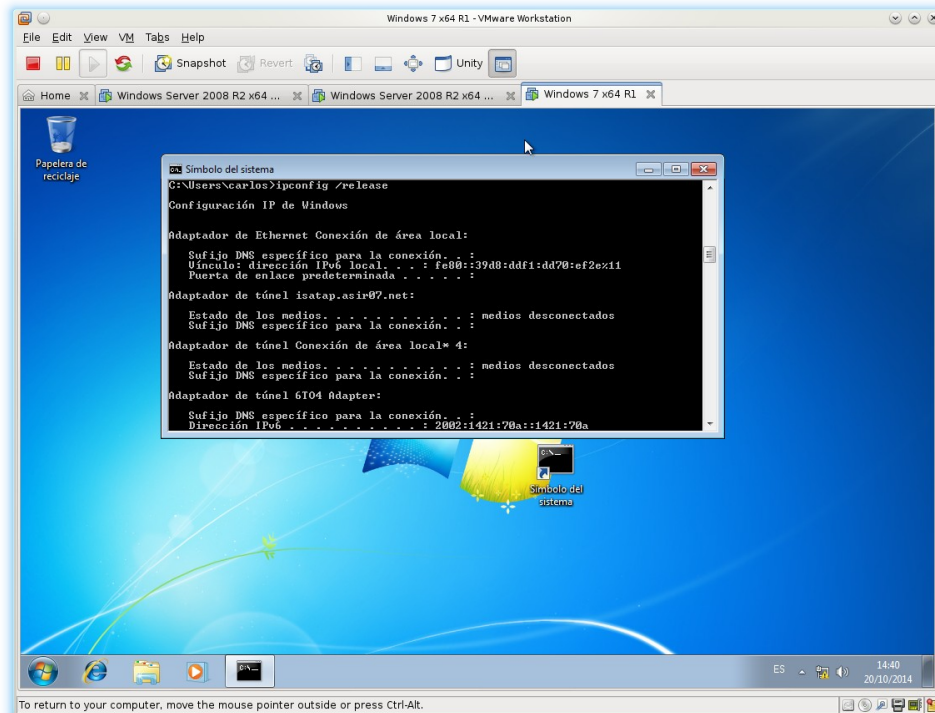 Windows 7 x64 R1 - VMware Workstation
File Edit View VM Tabs Help
Snapshot Revert Unity
Home Windows Server 2008 R2 x64 ... Windows Server 2008 R2 x64 ... Windows 7 x64 R1
Papelera de
reciclaje
Símbolo del sistema
C:\Users\carlos>ipconfig /release
Configuración IP de Windows
Adaptador de Ethernet Conexión de área local:
Sufijo DNS específico para la conexión. . :
Vínculo: dirección IPv6 local. . . : fe80::39d8:ddf1:dd70:ef2e%11
Puerta de enlace predeterminada . . . . . :
Adaptador de túnel isatap.asir07.net:
Estado de los medios. . . . . . . . . . . : medios desconectados
Sufijo DNS específico para la conexión. . :
Adaptador de túnel Conexión de área local* 4:
Estado de los medios. . . . . . . . . . . : medios desconectados
Sufijo DNS específico para la conexión. . :
Adaptador de túnel 6TO4 Adapter:
Sufijo DNS específico para la conexión. . :
Dirección IPv6 . . . . . . . . . . : 2002:1421:70a::1421:70a
Símbolo del
sistema
ES
14:40
20/10/2014
To return to your computer, move the mouse pointer outside or press Ctrl-Alt.